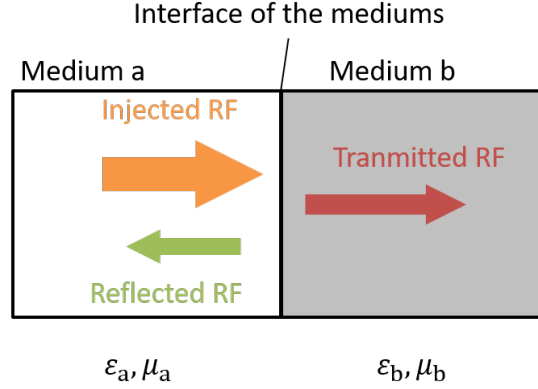 Interface of the mediums
Medium a
Medium b
Injected RF
Tranmitted RF
Reflected RF
εa, μa
εb, μb